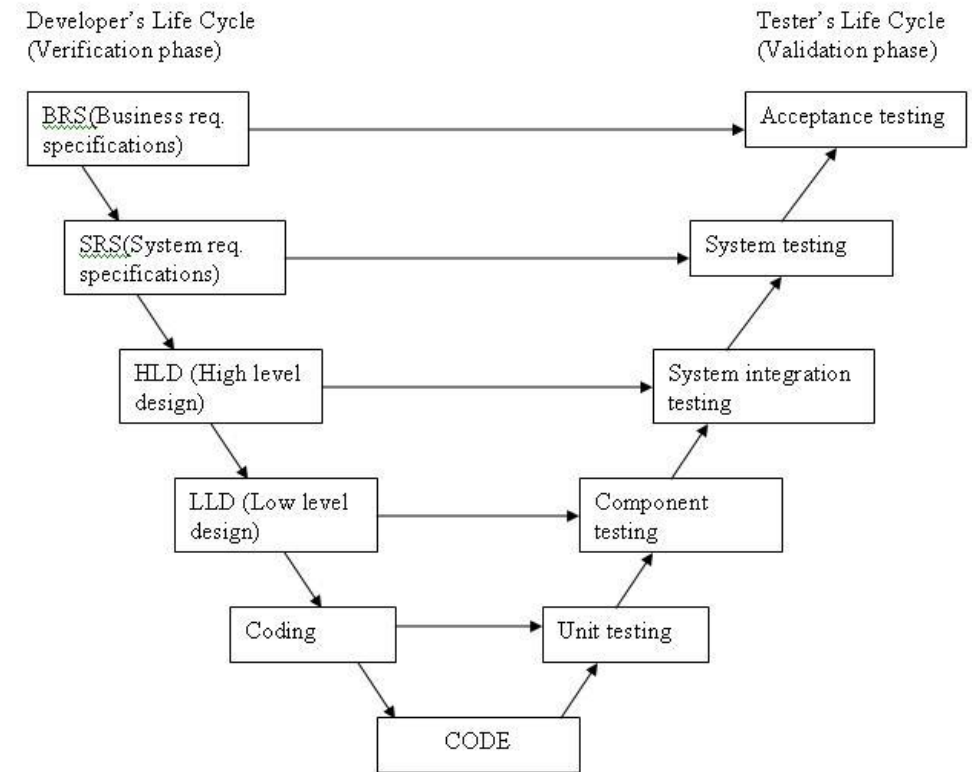 Developer's Life Cycle
(Verification phase)
Tester's Life Cycle
(Validation phase)
BRS(Business req.
specifications)
Acceptance testing
SRS(System req.
specifications)
System testing
HLD (High level
design)
System integration
testing
LLD (Low level
design)
Component
testing
Coding
Unit testing
CODE